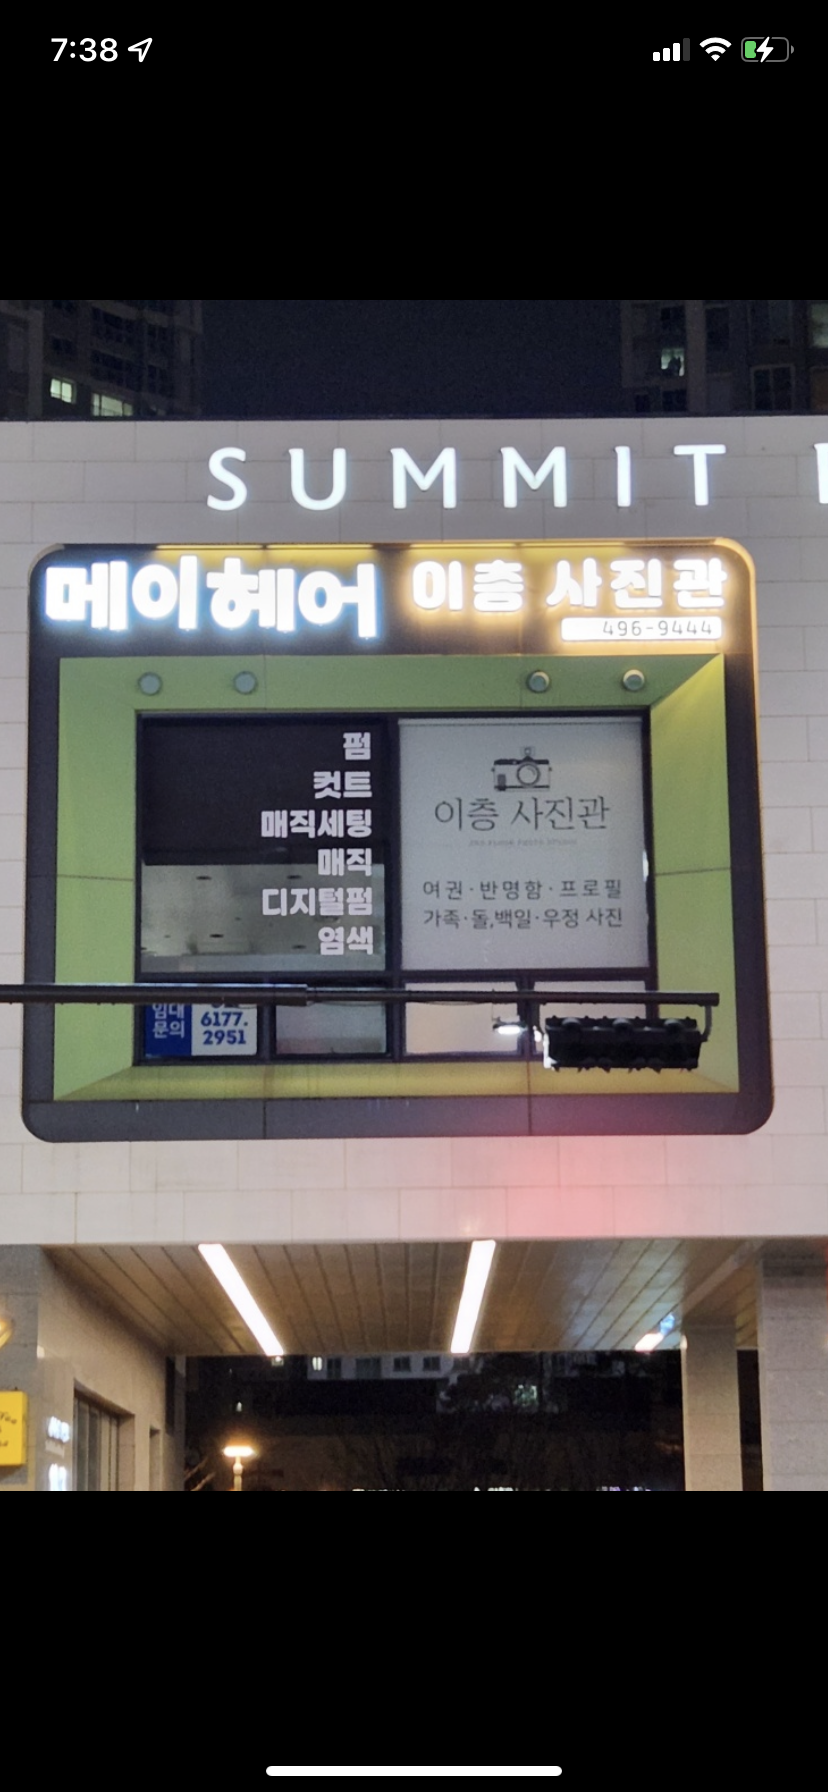 7:38
SUMMIT
메이헤어
이층 사진관
496-9444
펌
컷트
매직세팅
매직
디지털펌
염색
이층 사진관
여권·반명함·프로필
가족·돌,백일·우정 사진
임대
문의
6177.
2951